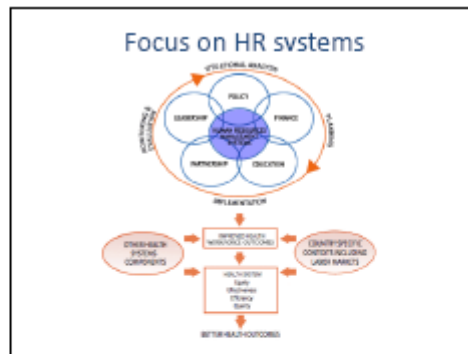 Focus on HR systems
SITUATIONAL ANALYSIS
POLICY
LEADERSHIP
FINANCE
HUMAN RESOURCES
MANAGEMENT
SYSTEMS
PARTNERSHIP
EDUCATION
PLANNING
IMPLEMENTATION
MONITORING &
EVALUATION
IMPROVED HEALTH
WORKFORCE OUTCOMES
OTHER HEALTH
SYSTEMS
COMPONENTS
COUNTRY SPECIFIC
CONTEXTS INCLUDING
LABOR MARKETS
HEALTH SYSTEM
Equity
Effectiveness
Efficiency
Quality
BETTER HEALTH OUTCOMES